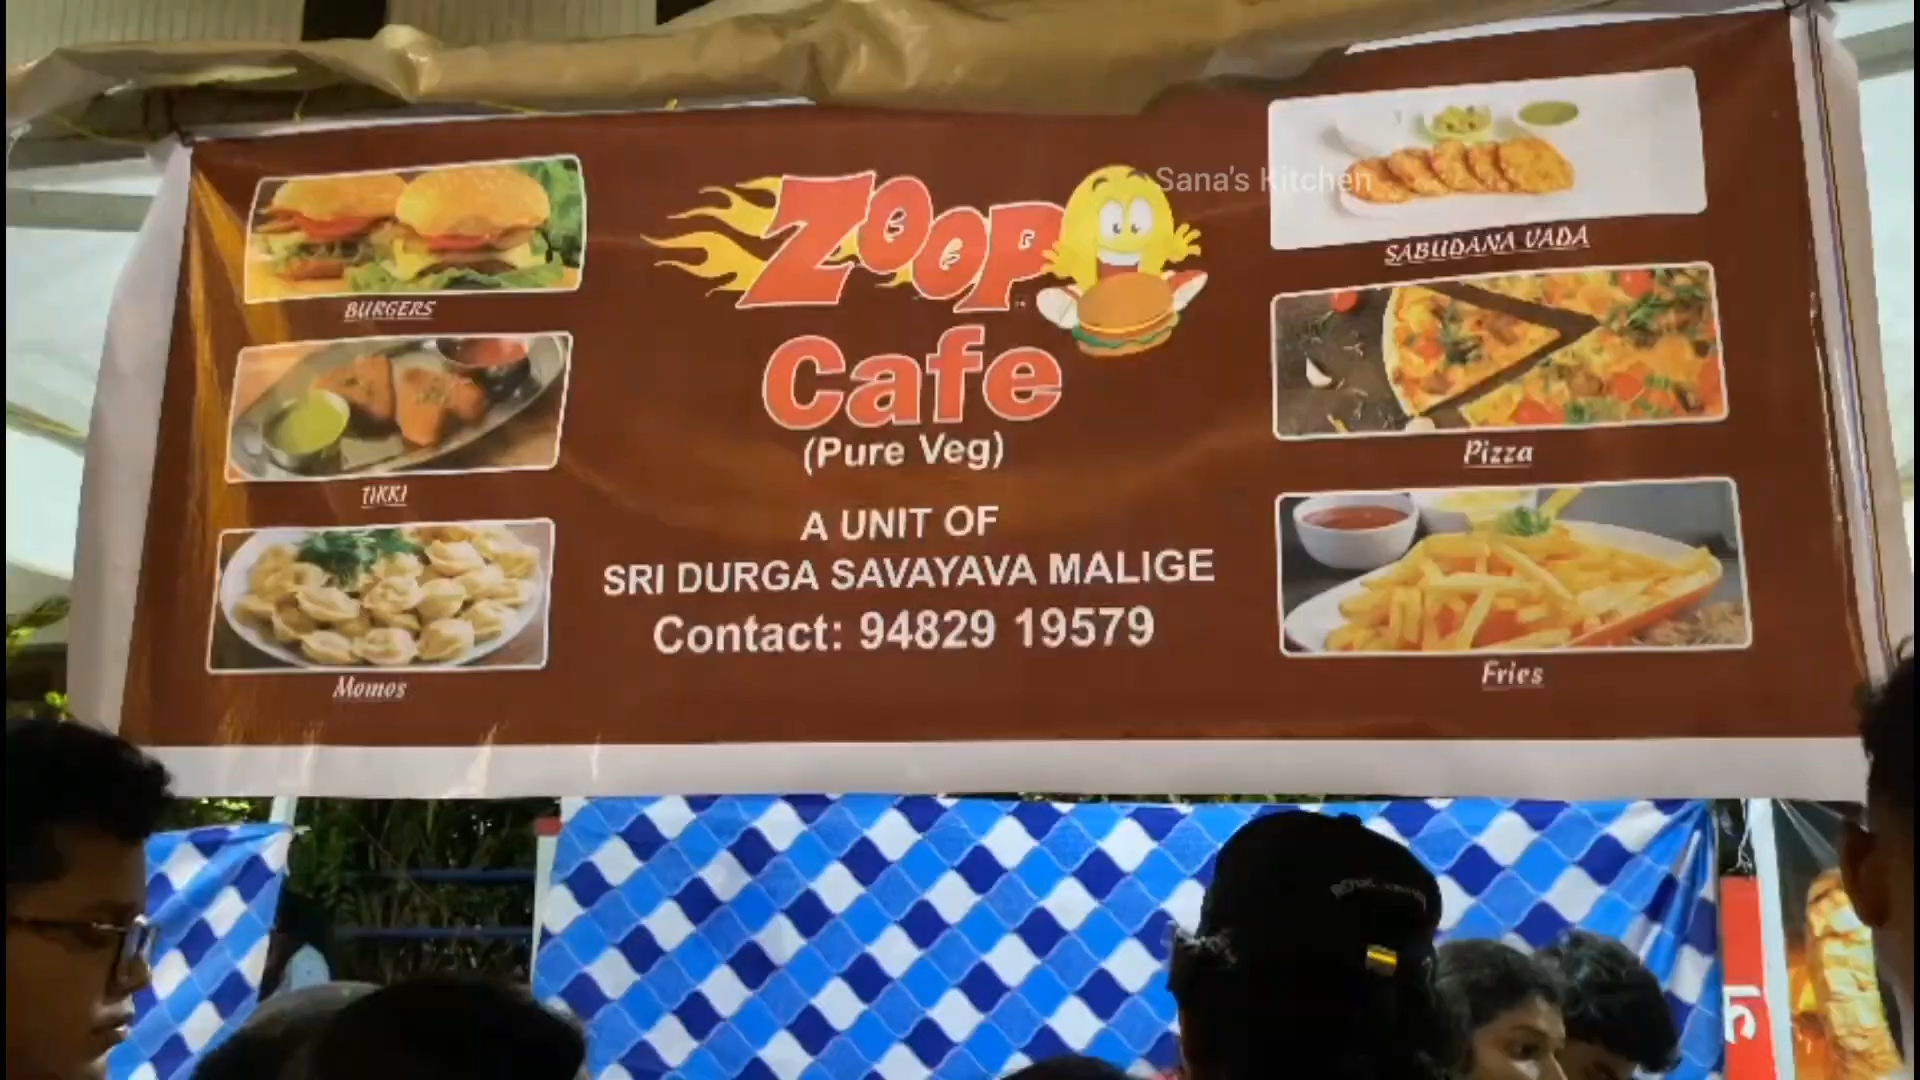 BURGERS
TIKKI
Momos
ZOOP
Cafe
(Pure Veg)
A UNIT OF
SRI DURGA SAVAYAVA MALIGE
Contact: 94829 19579
Sana's Kitchen
SABUDANA VADA
Pizza
Fries